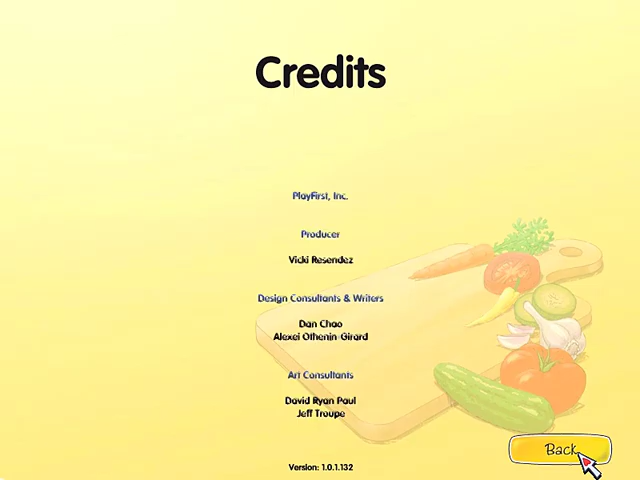 Credits
PlayFirst, Inc.
Producer
Vicki Resendez
Design Consultants & Writers
Dan Chao
Alexei Othenin-Girard
Art Consultants
David Ryan Paul
Jeff Troupe
Back
Version: 1.0.1.132